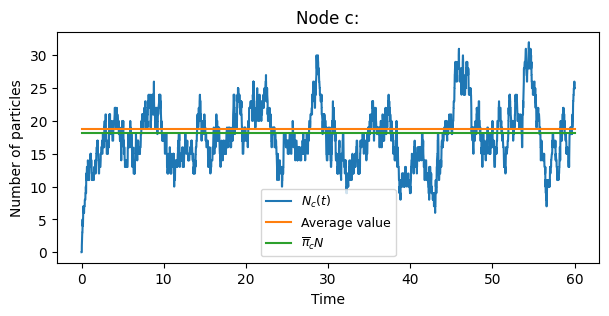 Node c:
Number of particles
30
25
20
15
10
5
0
N_c(t)
Average value
π̅_cN
0 10 20 30 40 50 60
Time